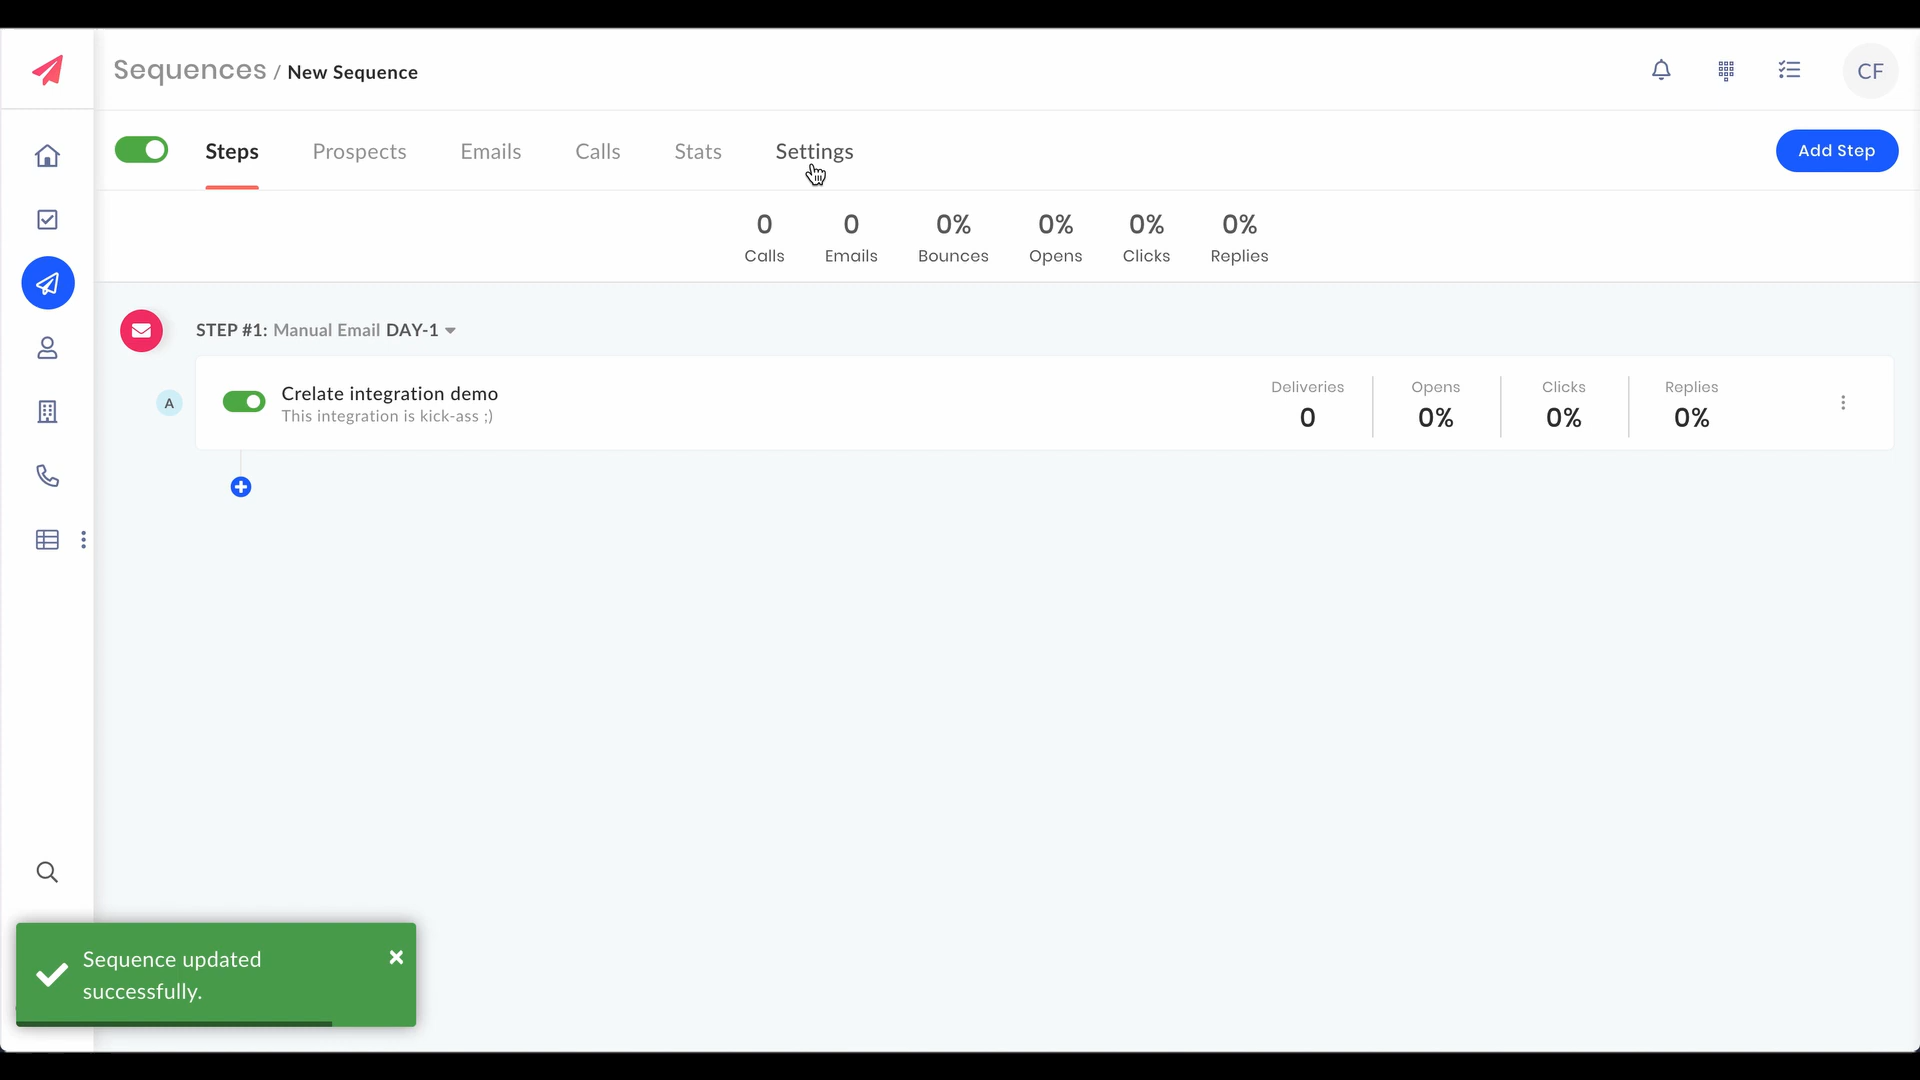 Sequences / New Sequence
CF
Steps
Prospects
Emails
Calls
Stats
Settings
Add Step
0
0
0%
0%
0%
0%
Calls
Emails
Bounces
Opens
Clicks
Replies
STEP #1: Manual Email DAY-1
A
Crelate integration demo
This integration is kick-ass ;)
Deliveries
Opens
Clicks
Replies
0
0%
0%
0%
Sequence updated
successfully.